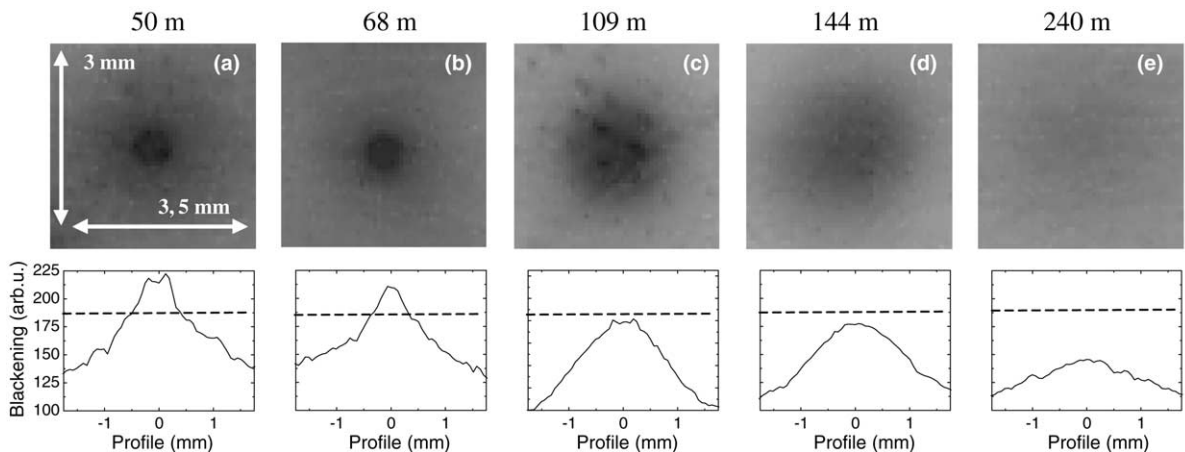 50 m 68 m 109 m 144 m 240 m
3 mm (a) (b) (c) (d) (e)
3, 5 mm
Blackening (arb.u.)
225
200
175
150
125
100
-1 0 1 -1 0 1 -1 0 1 -1 0 1 -1 0 1
Profile (mm) Profile (mm) Profile (mm) Profile (mm) Profile (mm)